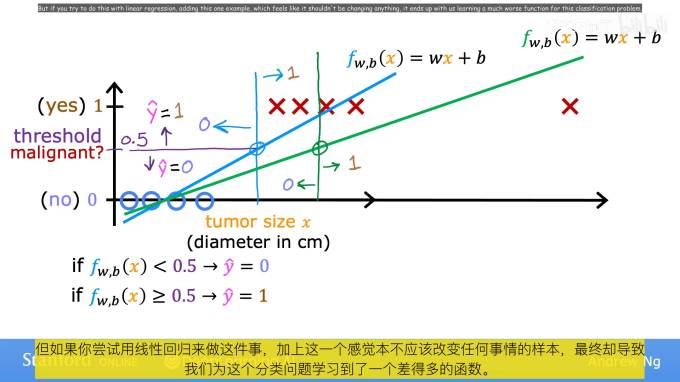 But if you try to do this with linear regression, adding this one example, which feels like it shouldn't be changing anything, it ends up with us learning a much worse function for this classification problem.
f_{w,b}(x) = wx + b
f_{w,b}(x) = wx + b
→ 1
(yes) 1
ŷ=1
0 ←
threshold 0.5
malignant?
ŷ=0
→ 1
0 ←
(no) 0
tumor size x
(diameter in cm)
if f_{w,b}(x) < 0.5 → ŷ = 0
if f_{w,b}(x) ≥ 0.5 → ŷ = 1
但如果你尝试用线性回归来做这件事，加上这一个感觉本不应该改变任何事情的样本，最终却导致
我们为这个分类问题学习到了一个差得多的函数。
Stanford ONLINE
Andrew Ng